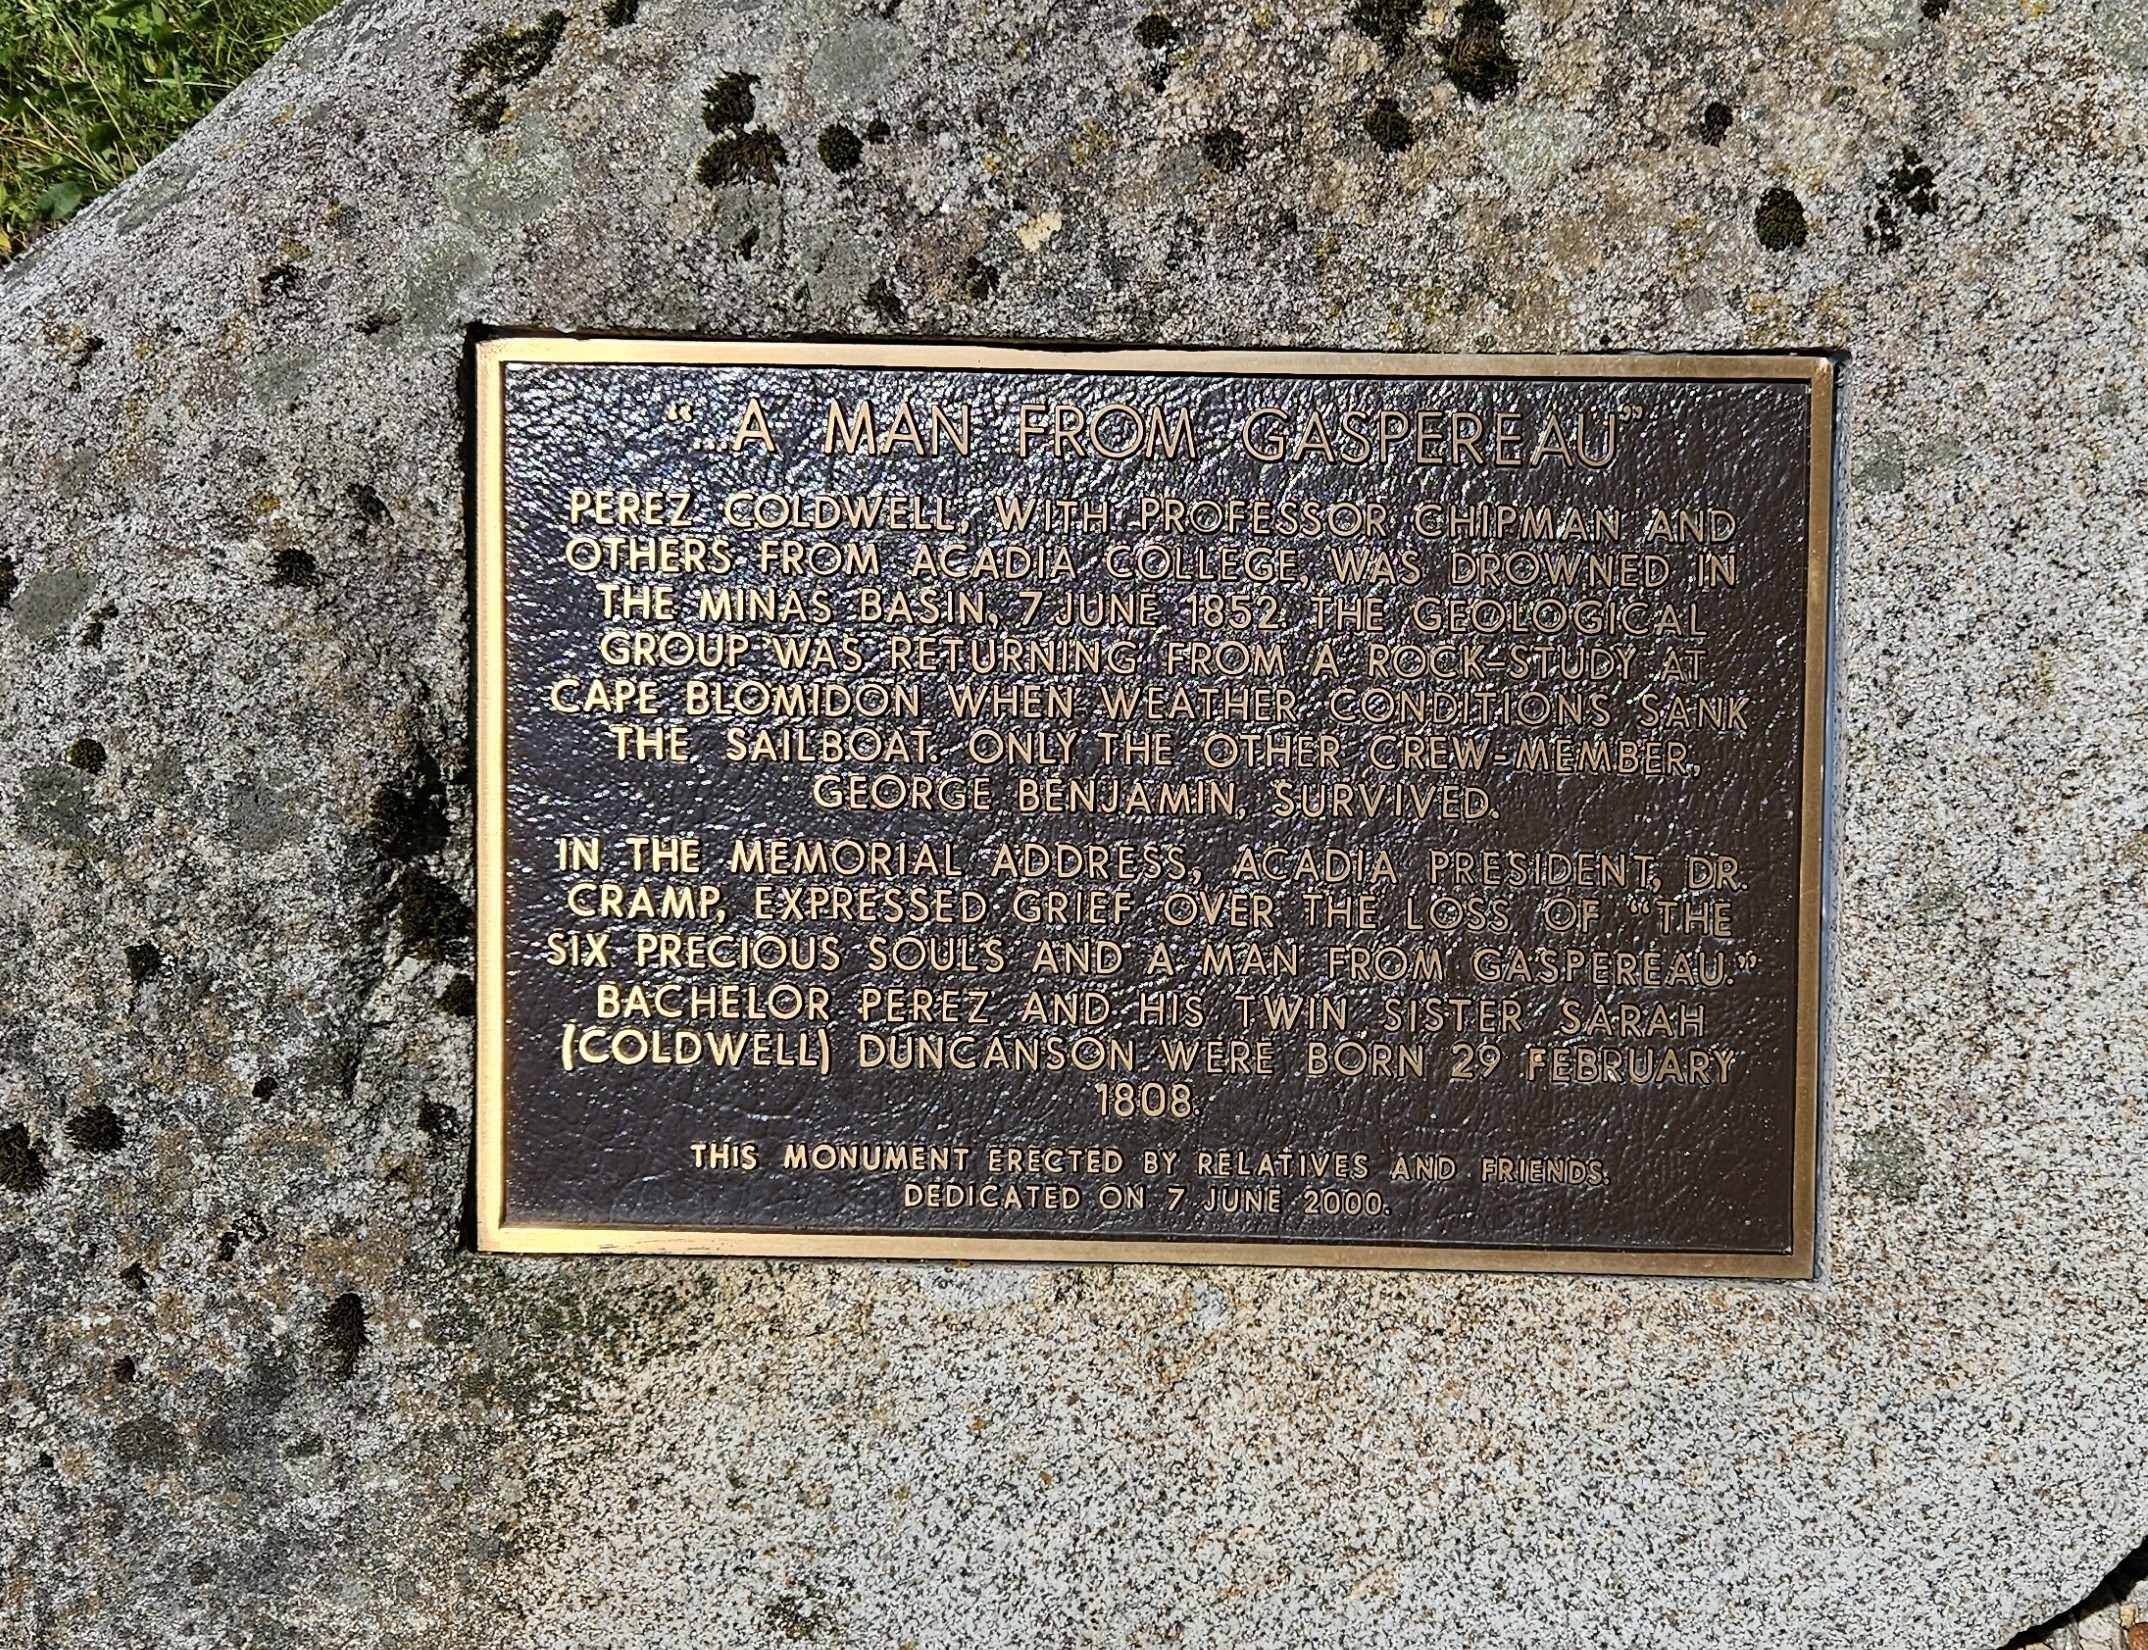 “...A MAN FROM GASPEREAU”
PEREZ COLDWELL, WITH PROFESSOR CHIPMAN AND
OTHERS FROM ACADIA COLLEGE, WAS DROWNED IN
THE MINAS BASIN, 7 JUNE 1852. THE GEOLOGICAL
GROUP WAS RETURNING FROM A ROCK-STUDY AT
CAPE BLOMIDON WHEN WEATHER CONDITIONS SANK
THE SAILBOAT. ONLY THE OTHER CREW-MEMBER,
GEORGE BENJAMIN, SURVIVED.
IN THE MEMORIAL ADDRESS, ACADIA PRESIDENT, DR.
CRAMP, EXPRESSED GRIEF OVER THE LOSS OF “THE
SIX PRECIOUS SOULS AND A MAN FROM GASPEREAU.”
BACHELOR PEREZ AND HIS TWIN SISTER SARAH
(COLDWELL) DUNCANSON WERE BORN 29 FEBRUARY
1808.
THIS MONUMENT ERECTED BY RELATIVES AND FRIENDS.
DEDICATED ON 7 JUNE 2000.